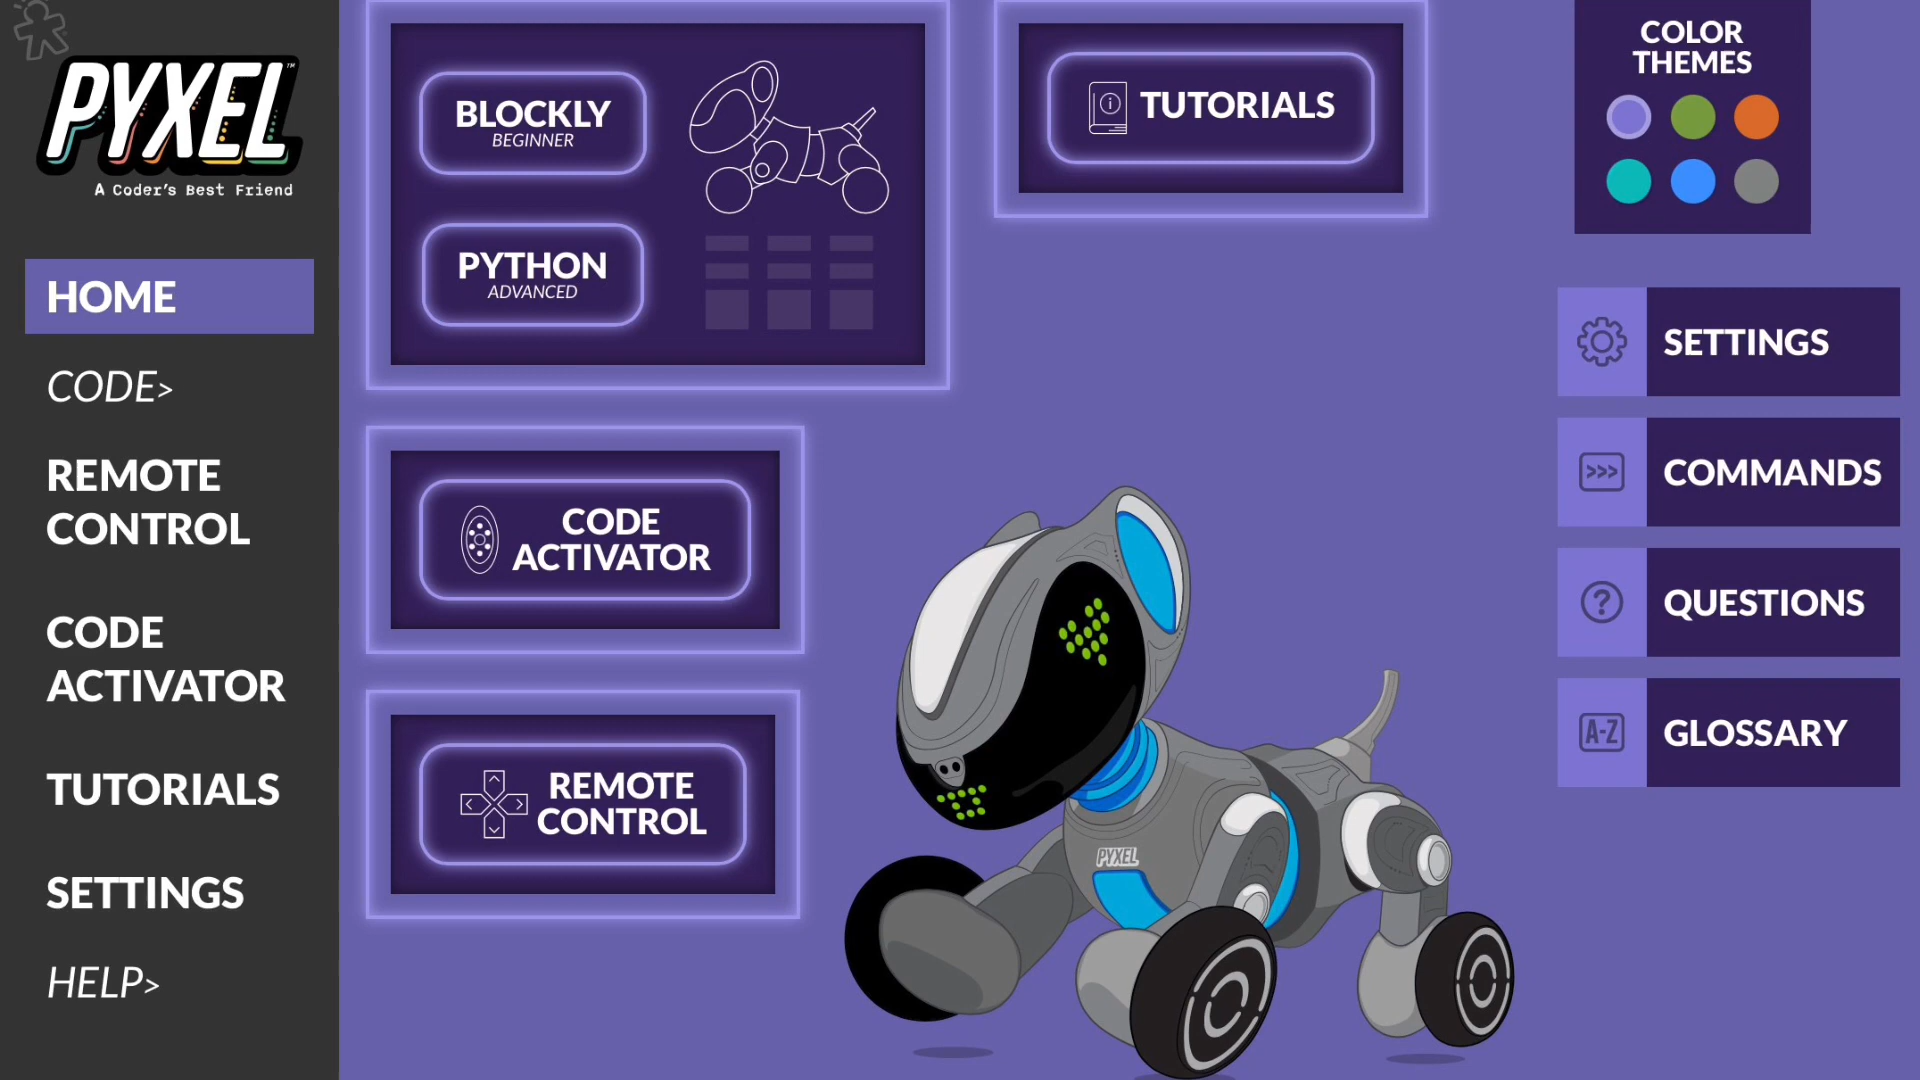 PYXEL™
A Coder's Best Friend
HOME
CODE>
REMOTE
CONTROL
CODE
ACTIVATOR
TUTORIALS
SETTINGS
HELP>
BLOCKLY
BEGINNER
PYTHON
ADVANCED
CODE
ACTIVATOR
REMOTE
CONTROL
TUTORIALS
PYXEL
COLOR
THEMES
SETTINGS
>>> COMMANDS
? QUESTIONS
A-Z GLOSSARY